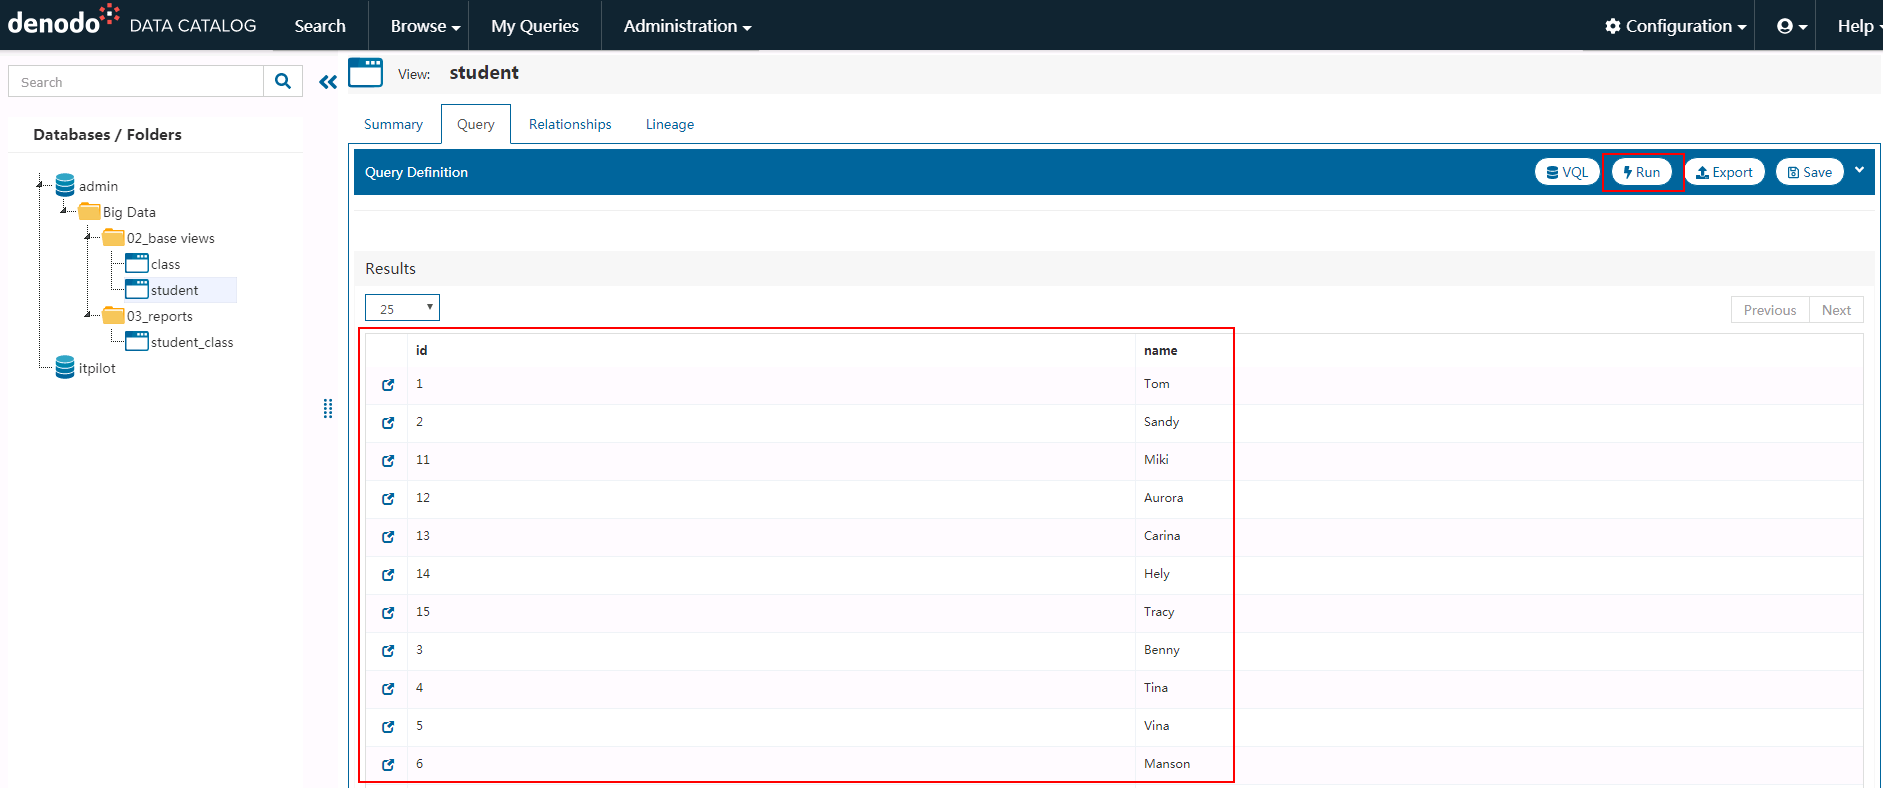 denodo DATA CATALOG Search Browse My Queries Administration Configuration Help
Search
View: student
Databases / Folders
Summary Query Relationships Lineage
Query Definition VQL Run Export Save
admin
Big Data
02_base views
class
student
03_reports
student_class
itpilot
Results
25 Previous Next
id name
1 Tom
2 Sandy
11 Miki
12 Aurora
13 Carina
14 Hely
15 Tracy
3 Benny
4 Tina
5 Vina
6 Manson